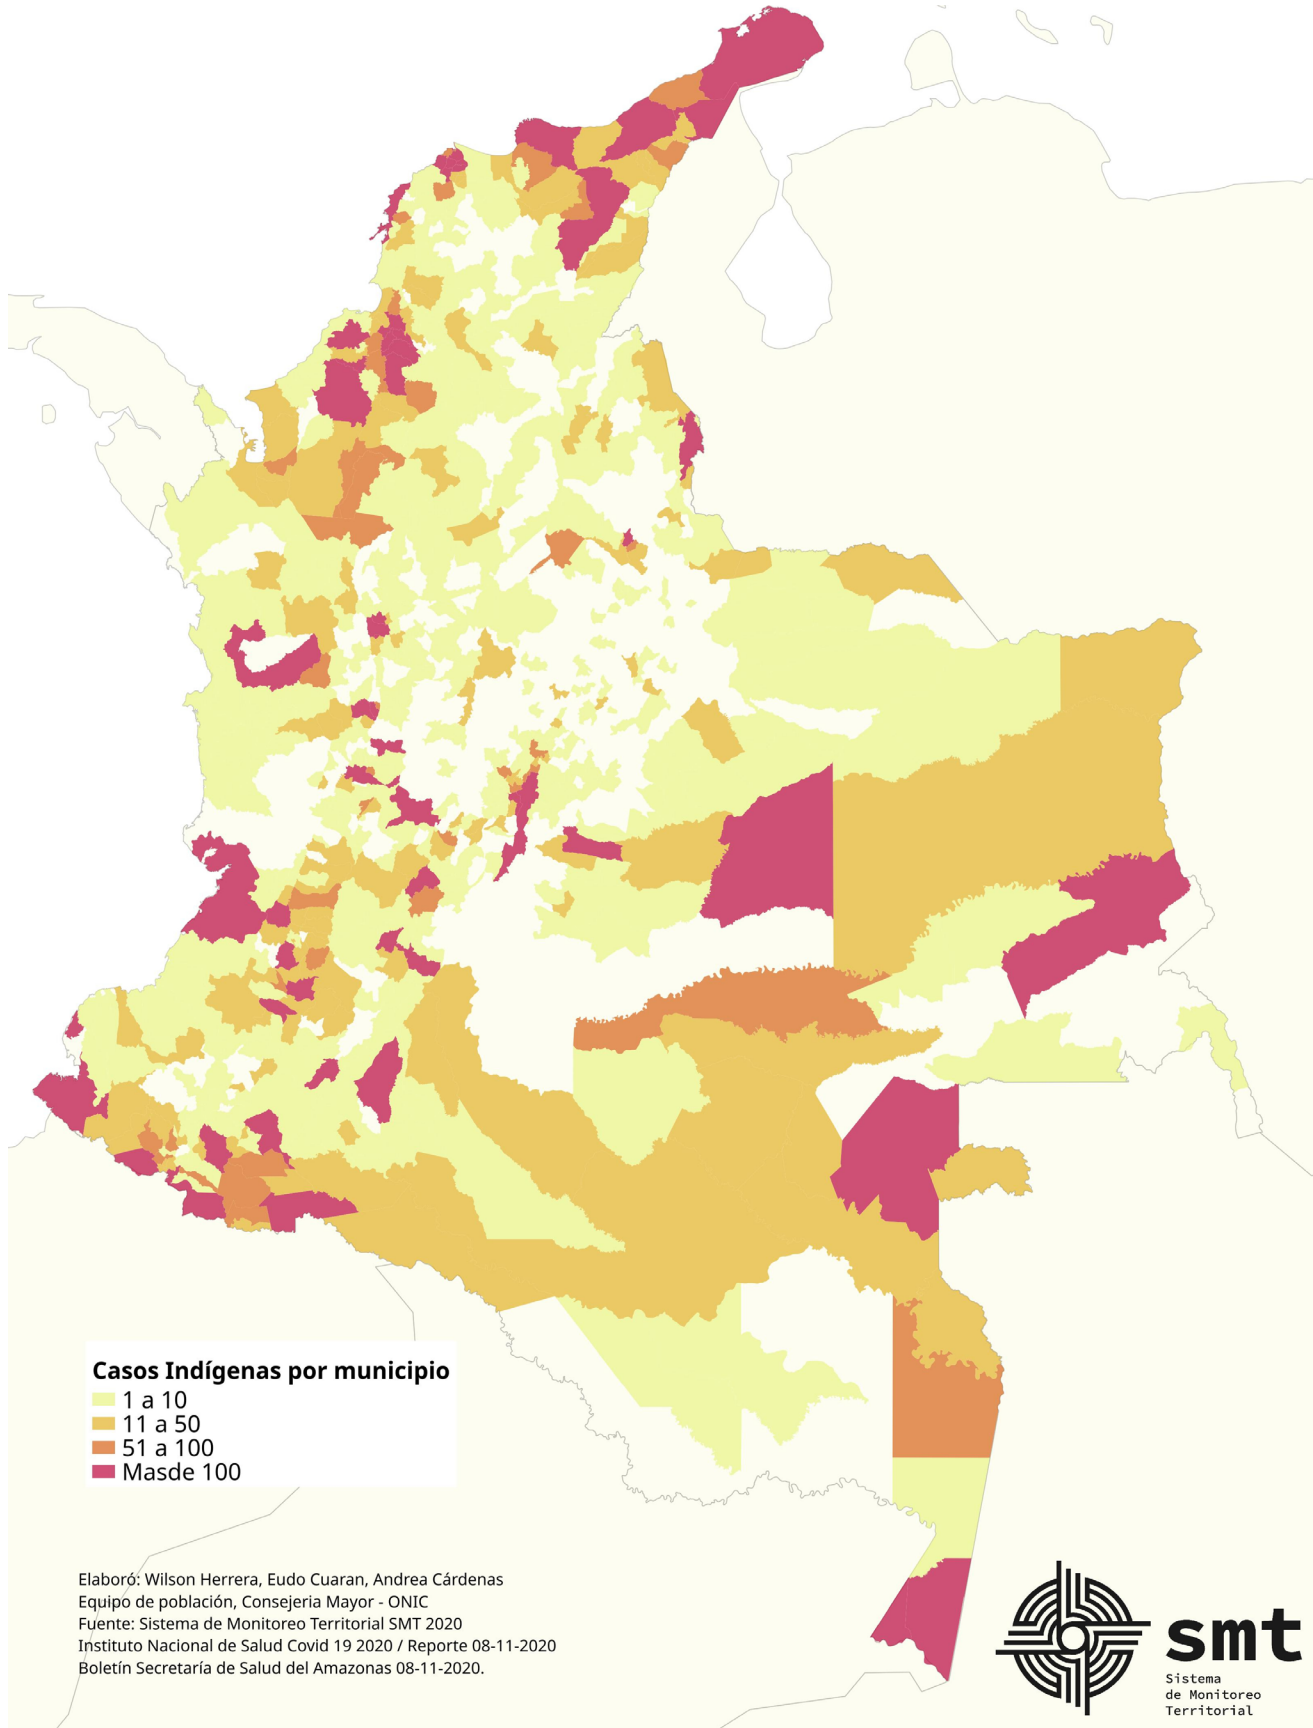 Casos Indígenas por municipio
1 a 10
11 a 50
51 a 100
Masde 100
Elaboró: Wilson Herrera, Eudo Cuaran, Andrea Cárdenas
Equipo de población, Consejeria Mayor - ONIC
Fuente: Sistema de Monitoreo Territorial SMT 2020
Instituto Nacional de Salud Covid 19 2020 / Reporte 08-11-2020
Boletín Secretaría de Salud del Amazonas 08-11-2020.
smt
Sistema
de Monitoreo
Territorial